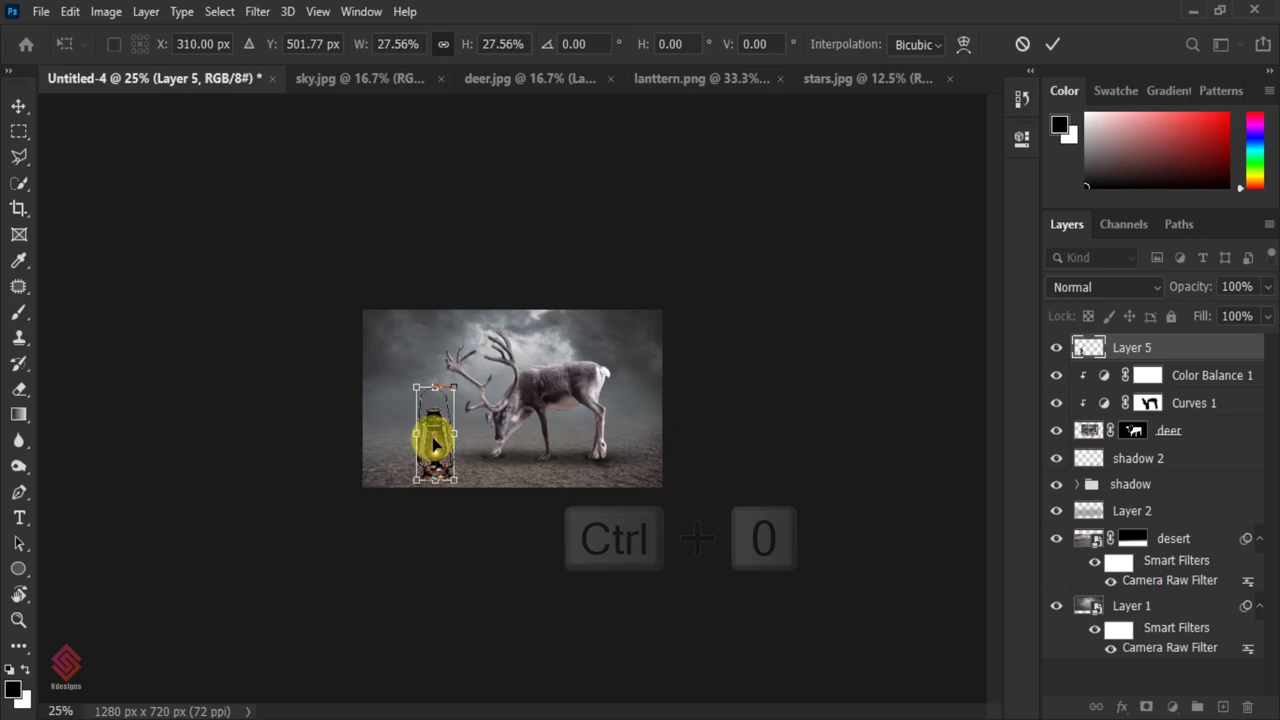 Ps File Edit Image Layer Type Select Filter 3D View Window Help
X: 310.00 px Y: 501.77 px W: 27.56% H: 27.56% 0.00 ° H: 0.00 ° V: 0.00 ° Interpolation: Bicubic
Untitled-4 @ 25% (Layer 5, RGB/8#) * × sky.jpg @ 16.7% (RG... × deer.jpg @ 16.7% (La... × lanttern.png @ 33.3%... × stars.jpg @ 12.5% (R... ×
Color Swatche Gradient Patterns
Layers Channels Paths
Kind
Normal Opacity: 100%
Lock: Fill: 100%
Layer 5
Color Balance 1
Curves 1
deer
shadow 2
shadow
Layer 2
desert
Smart Filters
Camera Raw Filter
Layer 1
Smart Filters
Camera Raw Filter
Ctrl + 0
Ndesigns
25% 1280 px x 720 px (72 ppi)
fx